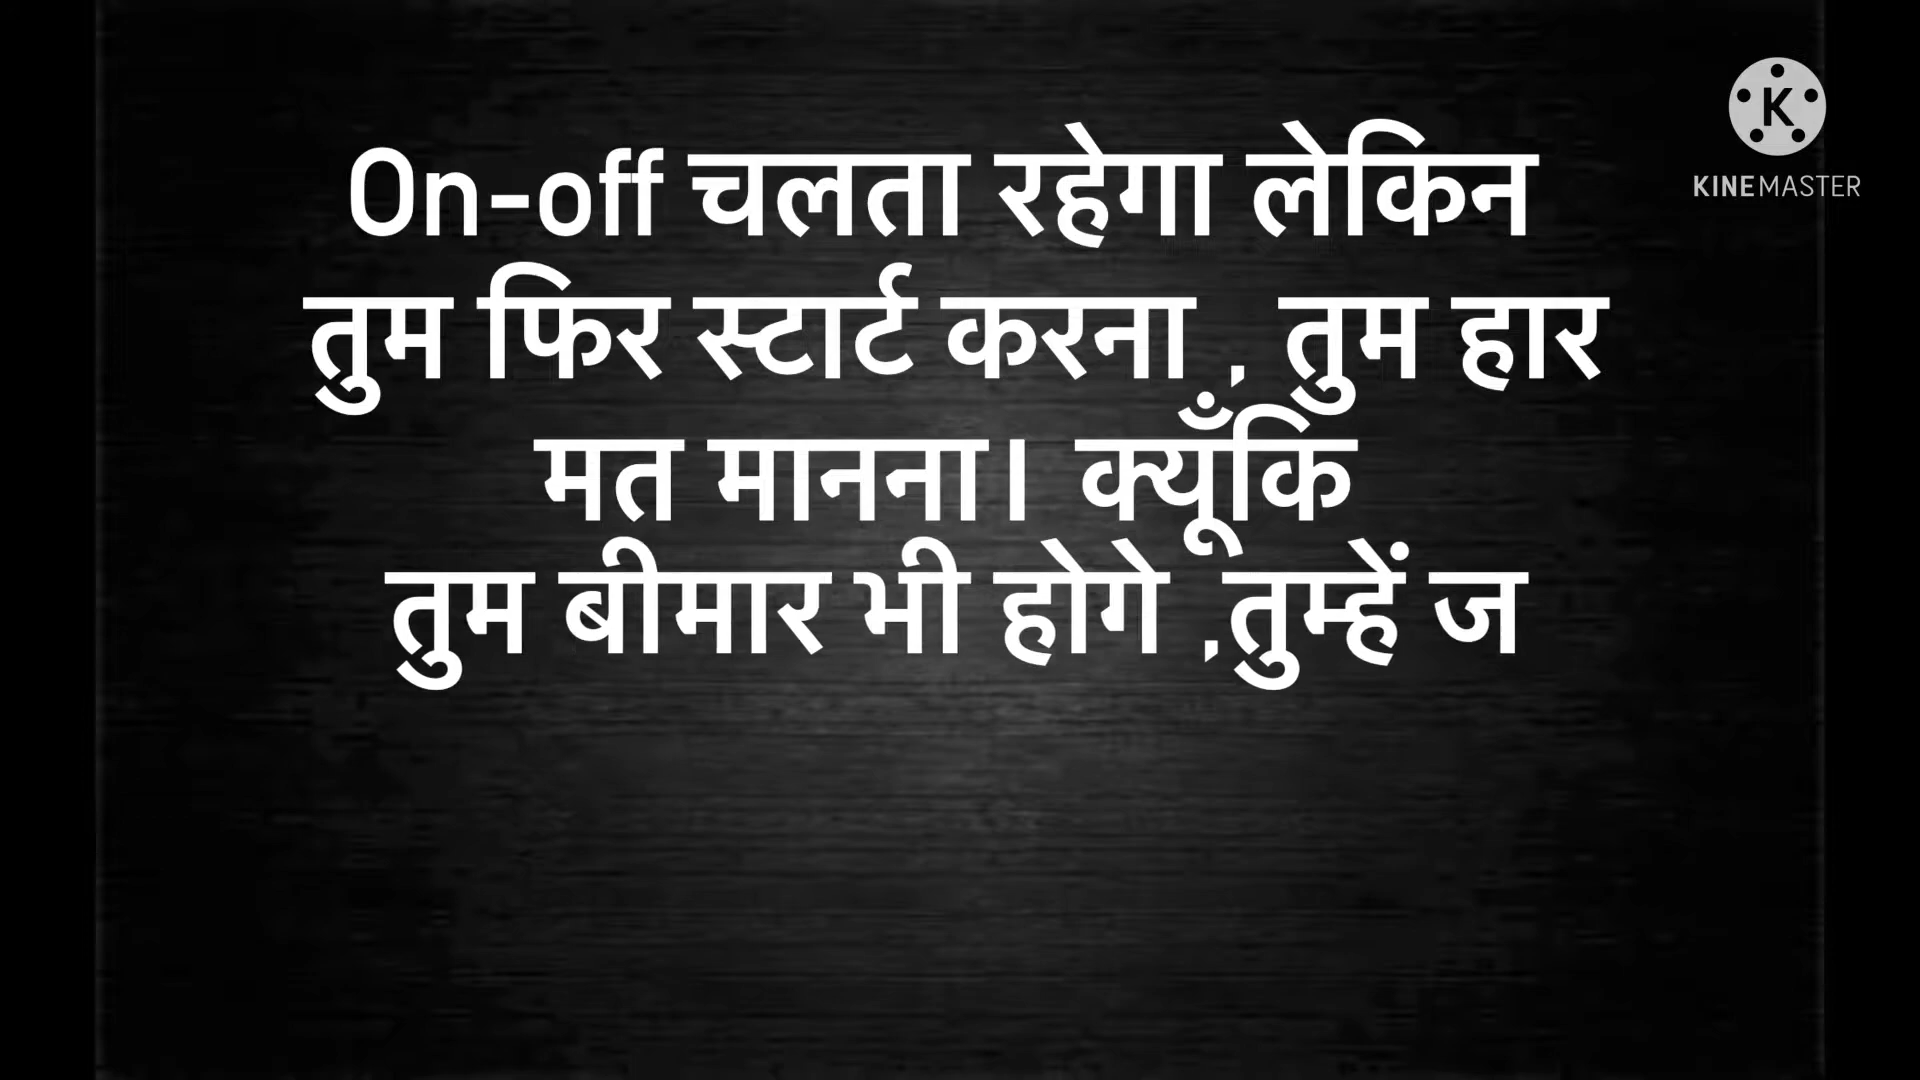 On-off चलता रहेगा लेकिन
तुम फिर स्टार्ट करना , तुम हार
मत मानना। क्यूँकि
तुम बीमार भी होगे ,तुम्हें ज
KINEMASTER